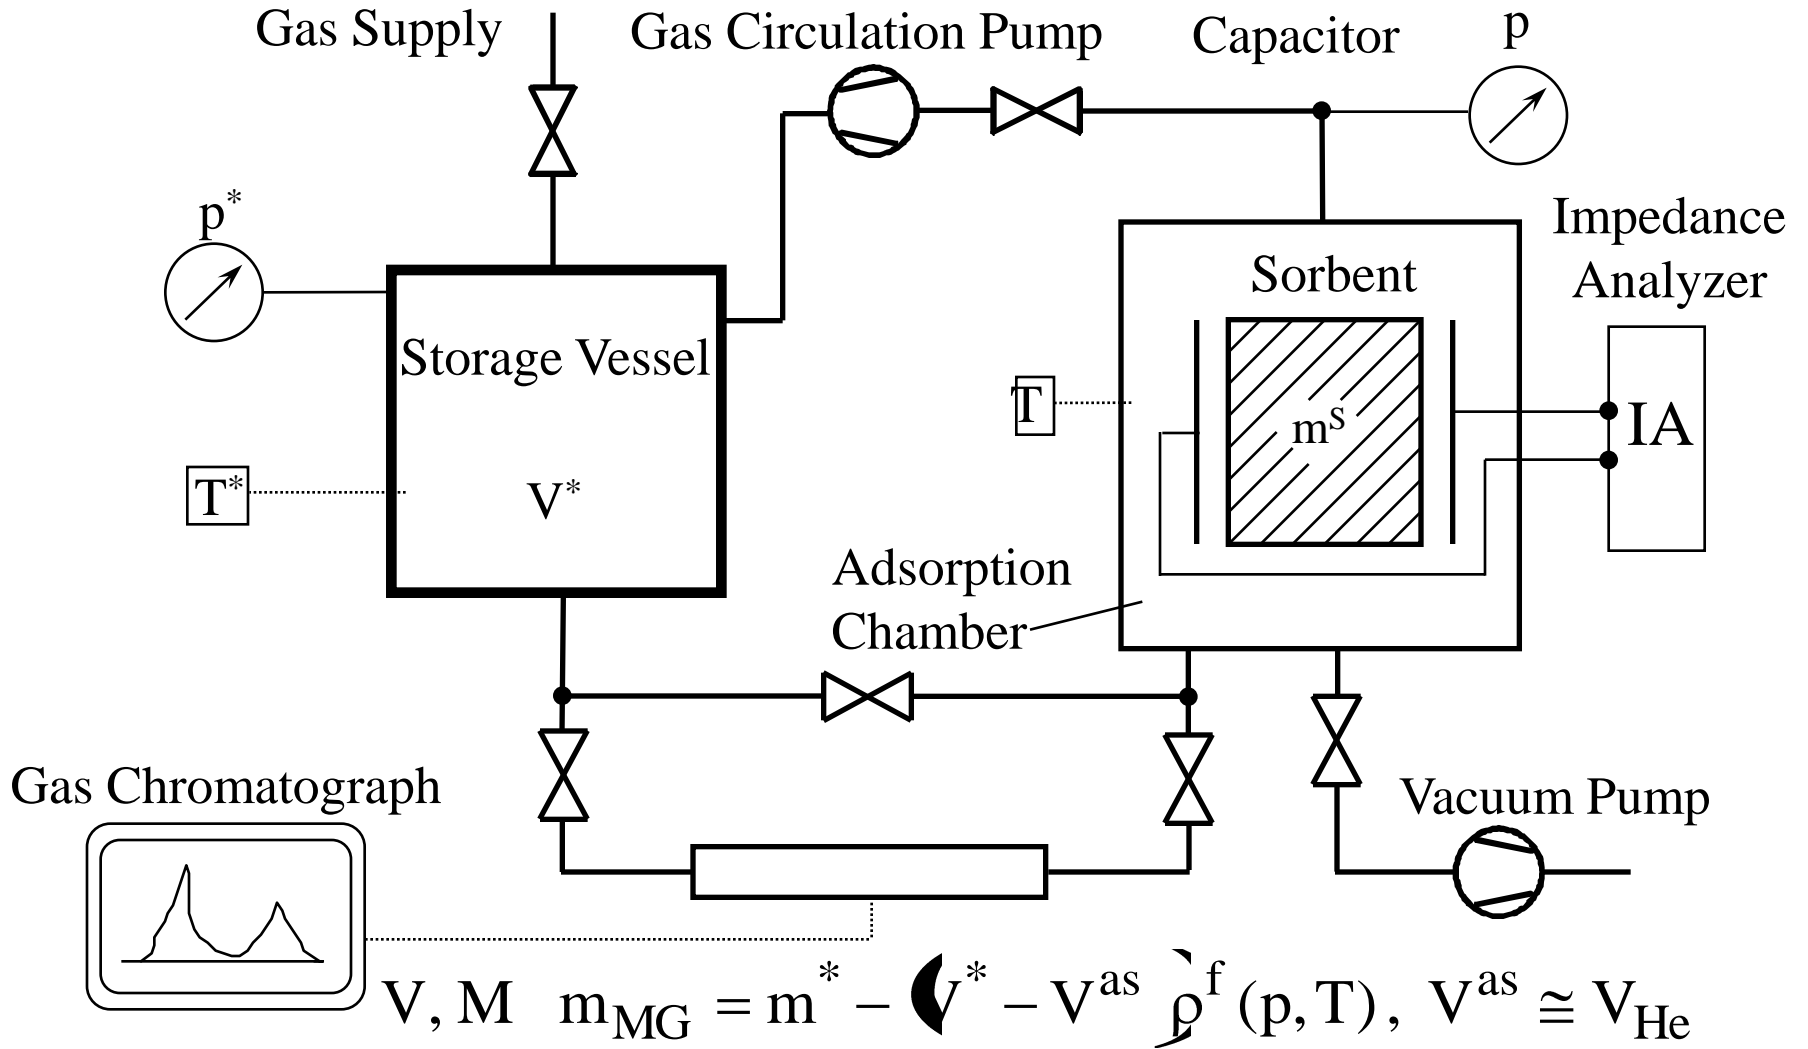 Gas Supply
Gas Circulation Pump
Capacitor
p
p*
Impedance
Analyzer
Sorbent
Storage Vessel
T
mˢ
IA
T*
V*
Adsorption
Chamber
Gas Chromatograph
Vacuum Pump
V, M m_MG = m* − (V* − V^as) ρ^f (p, T), V^as ≅ V_He